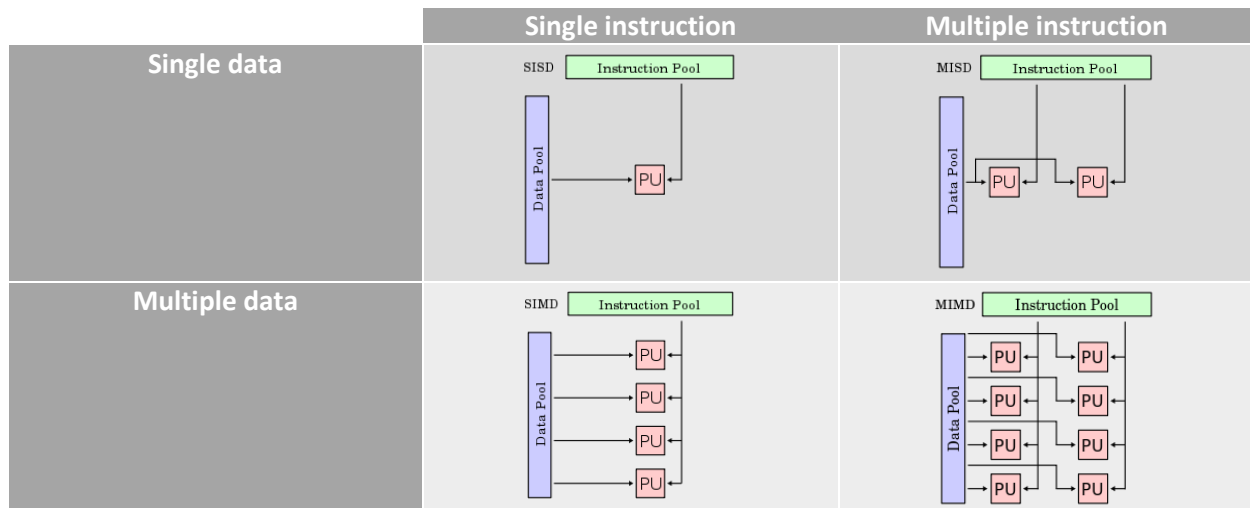 Single instruction
Multiple instruction
Single data
SISD
Instruction Pool
Data Pool
PU
MISD
Instruction Pool
Data Pool
PU
PU
Multiple data
SIMD
Instruction Pool
Data Pool
PU
PU
PU
PU
MIMD
Instruction Pool
Data Pool
PU
PU
PU
PU
PU
PU
PU
PU